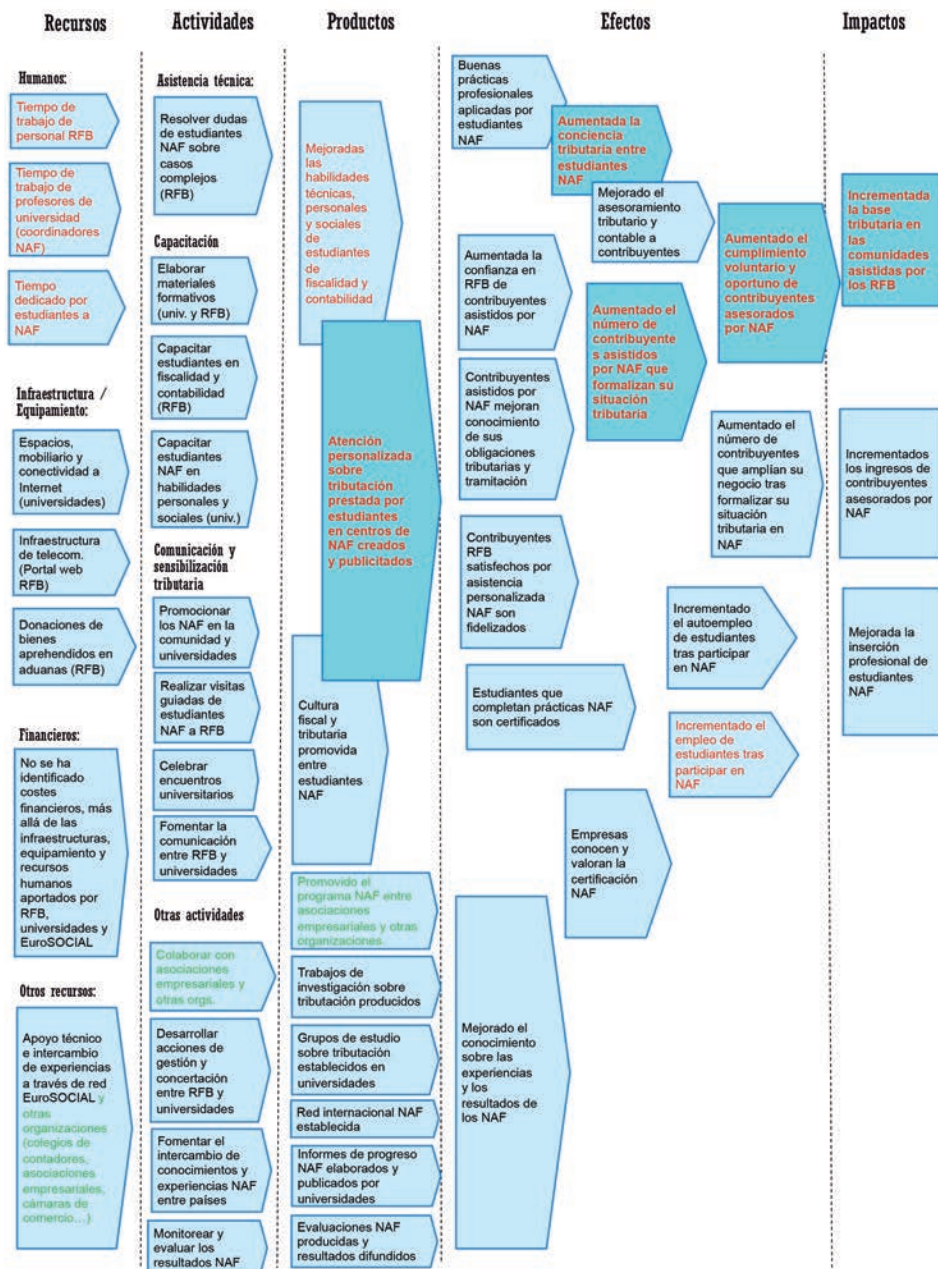 Recursos
Actividades
Productos
Efectos
Impactos
Humanos:
Tiempo de
trabajo de
personal RFB
Tiempo de
trabajo de
profesores de
universidad
(coordinadores
NAF)
Tiempo
dedicado por
estudiantes a
NAF
Infraestructura /
Equipamiento:
Espacios,
mobiliario y
conectividad a
Internet
(universidades)
Infraestructura
de telecom.
(Portal web
RFB)
Donaciones de
bienes
aprehendidos en
aduanas (RFB)
Financieros:
No se ha
identificado
costes
financieros, más
allá de las
infraestructuras,
equipamiento y
recursos
humanos
aportados por
RFB,
universidades y
EuroSOCIAL
Otros recursos:
Apoyo técnico
e intercambio
de experiencias
a través de red
EuroSOCIAL y
otras
organizaciones
(colegios de
contadores,
asociaciones
empresariales,
cámaras de
comercio…)
Asistencia técnica:
Resolver dudas
de estudiantes
NAF sobre
casos
complejos
(RFB)
Capacitación
Elaborar
materiales
formativos
(univ. y RFB)
Capacitar
estudiantes en
fiscalidad y
contabilidad
(RFB)
Capacitar
estudiantes
NAF en
habilidades
personales y
sociales (univ.)
Comunicación y
sensibilización
tributaria
Promocionar
los NAF en la
comunidad y
universidades
Realizar visitas
guiadas de
estudiantes
NAF a RFB
Celebrar
encuentros
universitarios
Fomentar la
comunicación
entre RFB y
universidades
Otras actividades
Colaborar con
asociaciones
empresariales y
otras orgs.
Desarrollar
acciones de
gestión y
concertación
entre RFB y
universidades
Fomentar el
intercambio de
conocimientos y
experiencias NAF
entre países
Monitorear y
evaluar los
resultados NAF
Mejoradas
las
habilidades
técnicas,
personales
y sociales
de
estudiantes
de
fiscalidad y
contabilidad
Atención
personalizada
sobre
tributación
prestada por
estudiantes
en centros de
NAF creados
y publicitados
Cultura
fiscal y
tributaria
promovida
entre
estudiantes
NAF
Promovido el
programa NAF entre
asociaciones
empresariales y otras
organizaciones.
Trabajos de
investigación sobre
tributación producidos
Grupos de estudio
sobre tributación
establecidos en
universidades
Red internacional NAF
establecida
Informes de progreso
NAF elaborados y
publicados por
universidades
Evaluaciones NAF
producidas y
resultados difundidos
Buenas
prácticas
profesionales
aplicadas por
estudiantes
NAF
Aumentada la
conciencia
tributaria entre
estudiantes
NAF
Mejorado el
asesoramiento
tributario y
contable a
contribuyentes
Aumentada la
confianza en
RFB de
contribuyentes
asistidos por NAF
Aumentado el
número de
contribuyente
s asistidos
por NAF que
formalizan su
situación
tributaria
Aumentado el
cumplimiento
voluntario y
oportuno de
contribuyentes
asesorados
por NAF
Contribuyentes
asistidos por
NAF mejoran
conocimiento
de sus
obligaciones
tributarias y
tramitación
Aumentado el
número de
contribuyentes
que amplían su
negocio tras
formalizar su
situación
tributaria en
NAF
Contribuyentes
RFB
satisfechos por
asistencia
personalizada
NAF son
fidelizados
Incrementado
el autoempleo
de estudiantes
tras participar
en NAF
Estudiantes que
completan prácticas NAF
son certificados
Incrementado el
empleo de
estudiantes tras
participar en
NAF
Empresas
conocen y
valoran la
certificación
NAF
Mejorado el
conocimiento
sobre las
experiencias
y los
resultados de
los NAF
Incrementada
la base
tributaria en
las
comunidades
asistidas por
los RFB
Incrementados
los ingresos de
contribuyentes
asesorados por
NAF
Mejorada la
inserción
profesional de
estudiantes
NAF